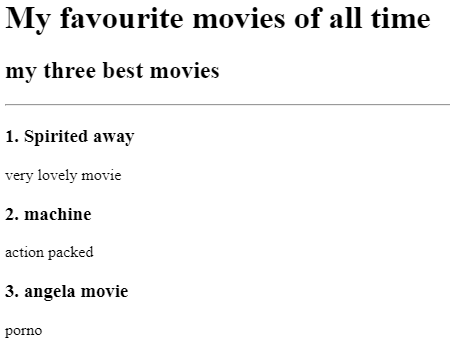 My favourite movies of all time
my three best movies
1. Spirited away
very lovely movie
2. machine
action packed
3. angela movie
porno